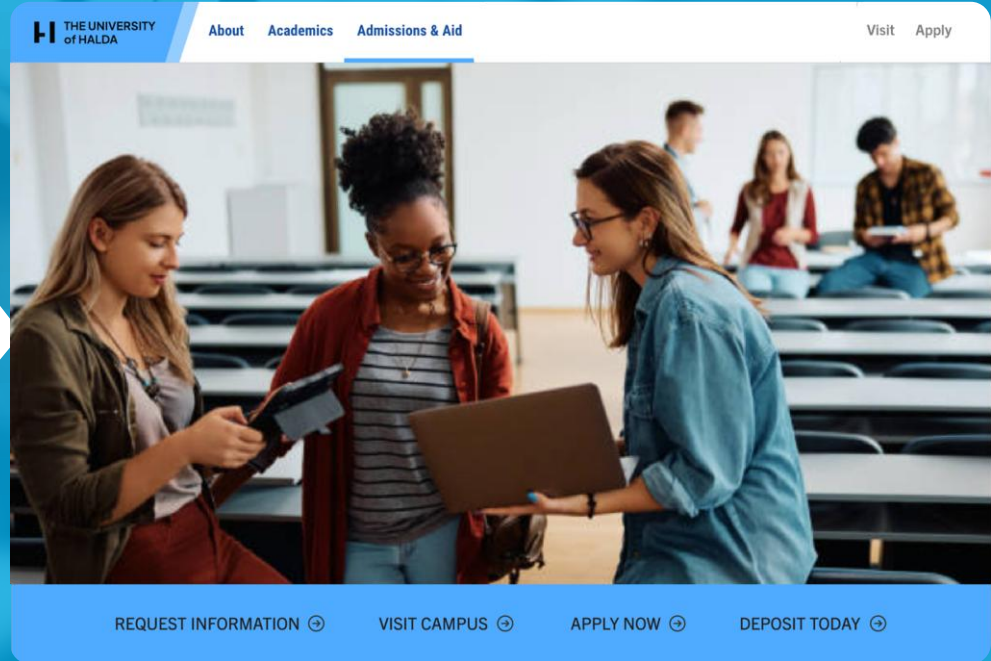 THE UNIVERSITY
of HALDA
About Academics Admissions & Aid
Visit Apply
REQUEST INFORMATION VISIT CAMPUS APPLY NOW DEPOSIT TODAY